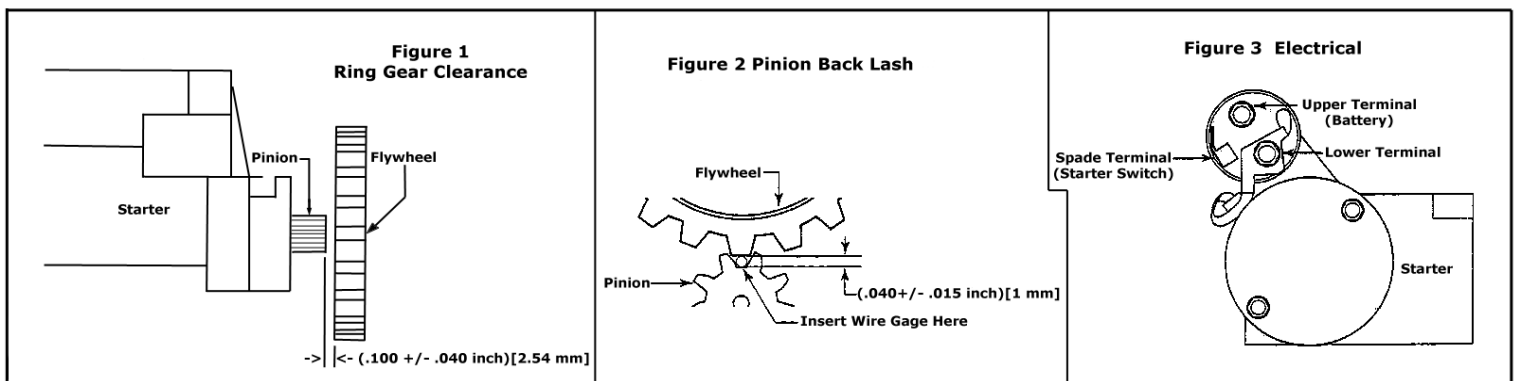 Figure 1
Ring Gear Clearance
Pinion
Flywheel
Starter
-> <- (.100 +/- .040 inch)[2.54 mm]
Figure 2 Pinion Back Lash
Flywheel
Pinion
(.040+/- .015 inch)[1 mm]
Insert Wire Gage Here
Figure 3 Electrical
Upper Terminal
(Battery)
Lower Terminal
Spade Terminal
(Starter Switch)
Starter